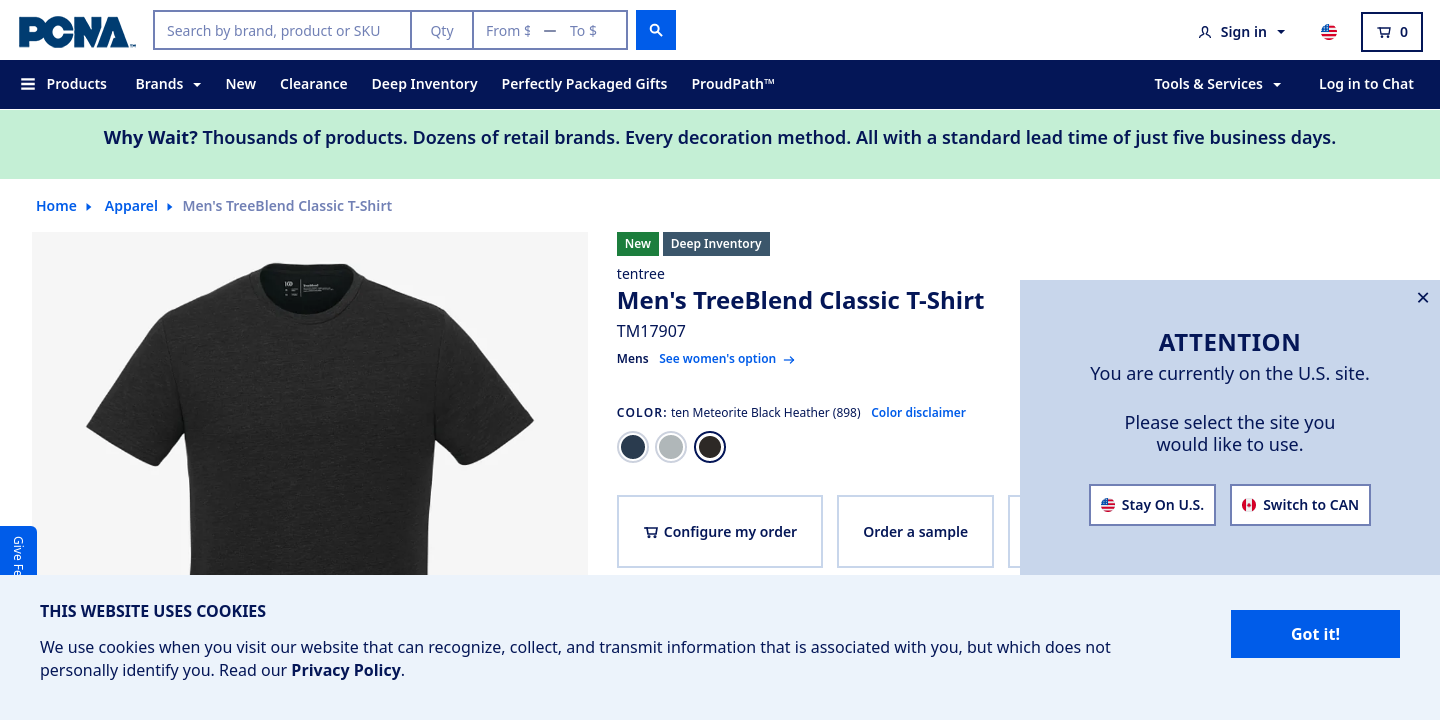 PCNA™
Search by brand, product or SKU
Qty
From $
To $
Sign in
0
Products
Brands
New
Clearance
Deep Inventory
Perfectly Packaged Gifts
ProudPath™
Tools & Services
Log in to Chat
Why Wait? Thousands of products. Dozens of retail brands. Every decoration method. All with a standard lead time of just five business days.
Home
Apparel
Men's TreeBlend Classic T-Shirt
New
Deep Inventory
tentree
Men's TreeBlend Classic T-Shirt
TM17907
Mens
See women's option
COLOR: ten Meteorite Black Heather (898)
Color disclaimer
Configure my order
Order a sample
ATTENTION
You are currently on the U.S. site.
Please select the site you
would like to use.
Stay On U.S.
Switch to CAN
Give Fe
THIS WEBSITE USES COOKIES
We use cookies when you visit our website that can recognize, collect, and transmit information that is associated with you, but which does not
personally identify you. Read our Privacy Policy.
Got it!